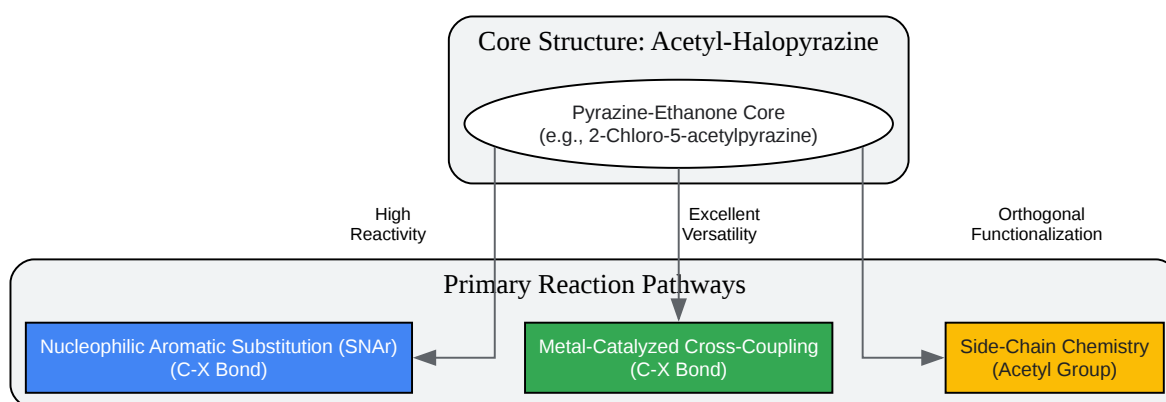 Core Structure: Acetyl-Halopyrazine
Pyrazine-Ethanone Core
(e.g., 2-Chloro-5-acetylpyrazine)
High
Reactivity
Excellent
Versatility
Orthogonal
Functionalization
Primary Reaction Pathways
Nucleophilic Aromatic Substitution (SNAr)
(C-X Bond)
Metal-Catalyzed Cross-Coupling
(C-X Bond)
Side-Chain Chemistry
(Acetyl Group)